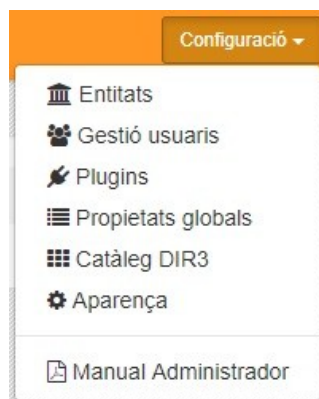 Configuració
Entitats
Gestió usuaris
Plugins
Propietats globals
Catàleg DIR3
Aparença
Manual Administrador